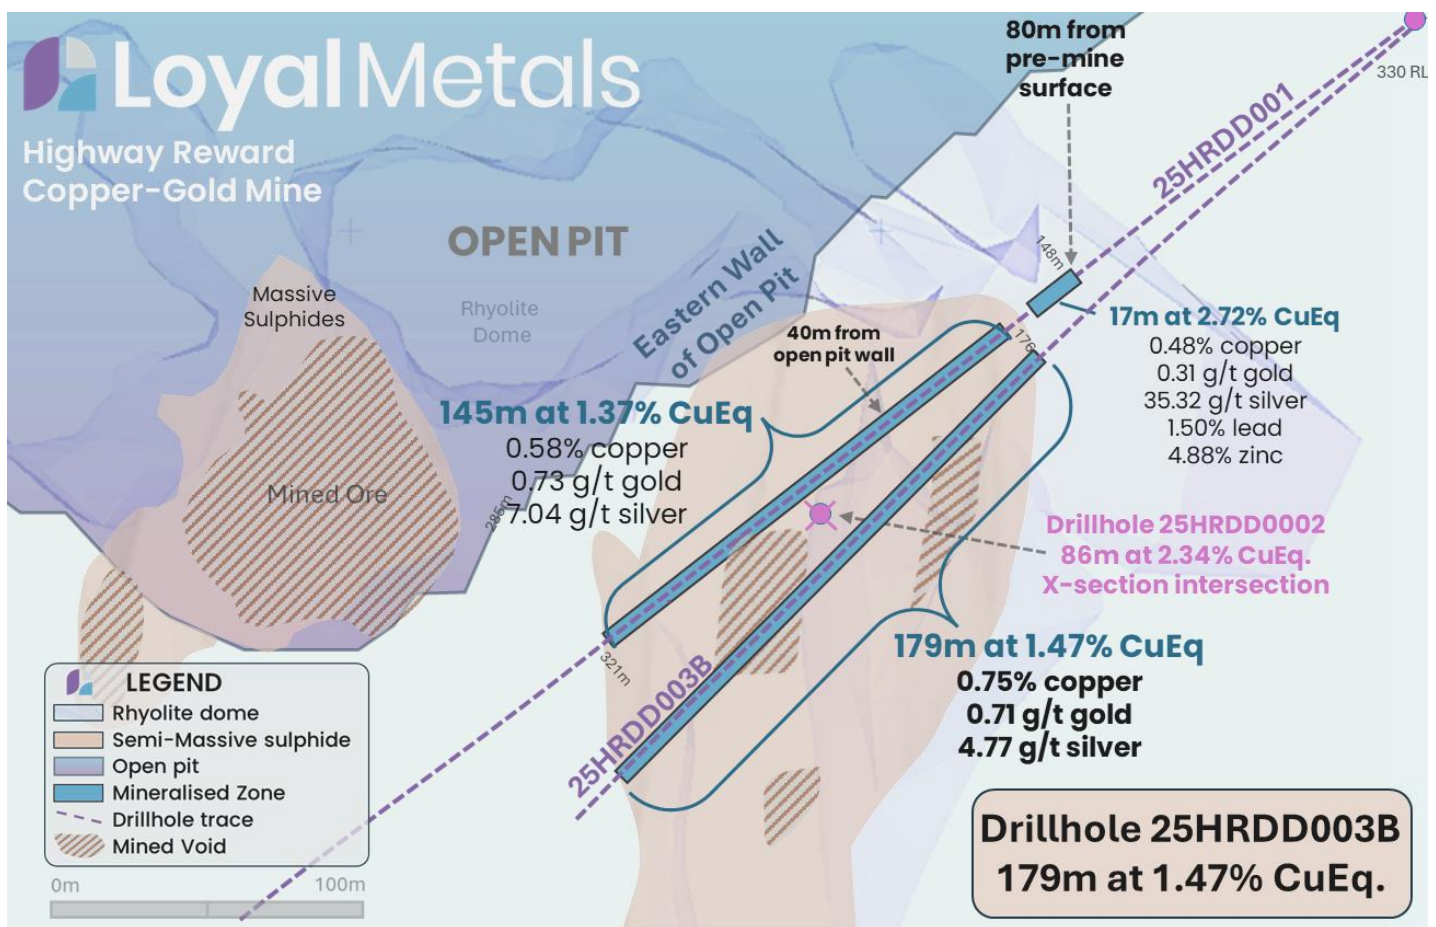 Loyal Metals
Highway Reward
Copper-Gold Mine
80m from
pre-mine
surface
330 RL
25HRDD001
OPEN PIT
Eastern Wall
of Open Pit
Massive
Sulphides
Rhyolite
Dome
148m
17m at 2.72% CuEq
0.48% copper
0.31 g/t gold
35.32 g/t silver
1.50% lead
4.88% zinc
40m from
open pit wall
176
145m at 1.37% CuEq
0.58% copper
0.73 g/t gold
7.04 g/t silver
285m
Mined Ore
Drillhole 25HRDD0002
86m at 2.34% CuEq.
X-section intersection
179m at 1.47% CuEq
0.75% copper
0.71 g/t gold
4.77 g/t silver
321m
25HRDD003B
LEGEND
Rhyolite dome
Semi-Massive sulphide
Open pit
Mineralised Zone
Drillhole trace
Mined Void
0m
100m
Drillhole 25HRDD003B
179m at 1.47% CuEq.